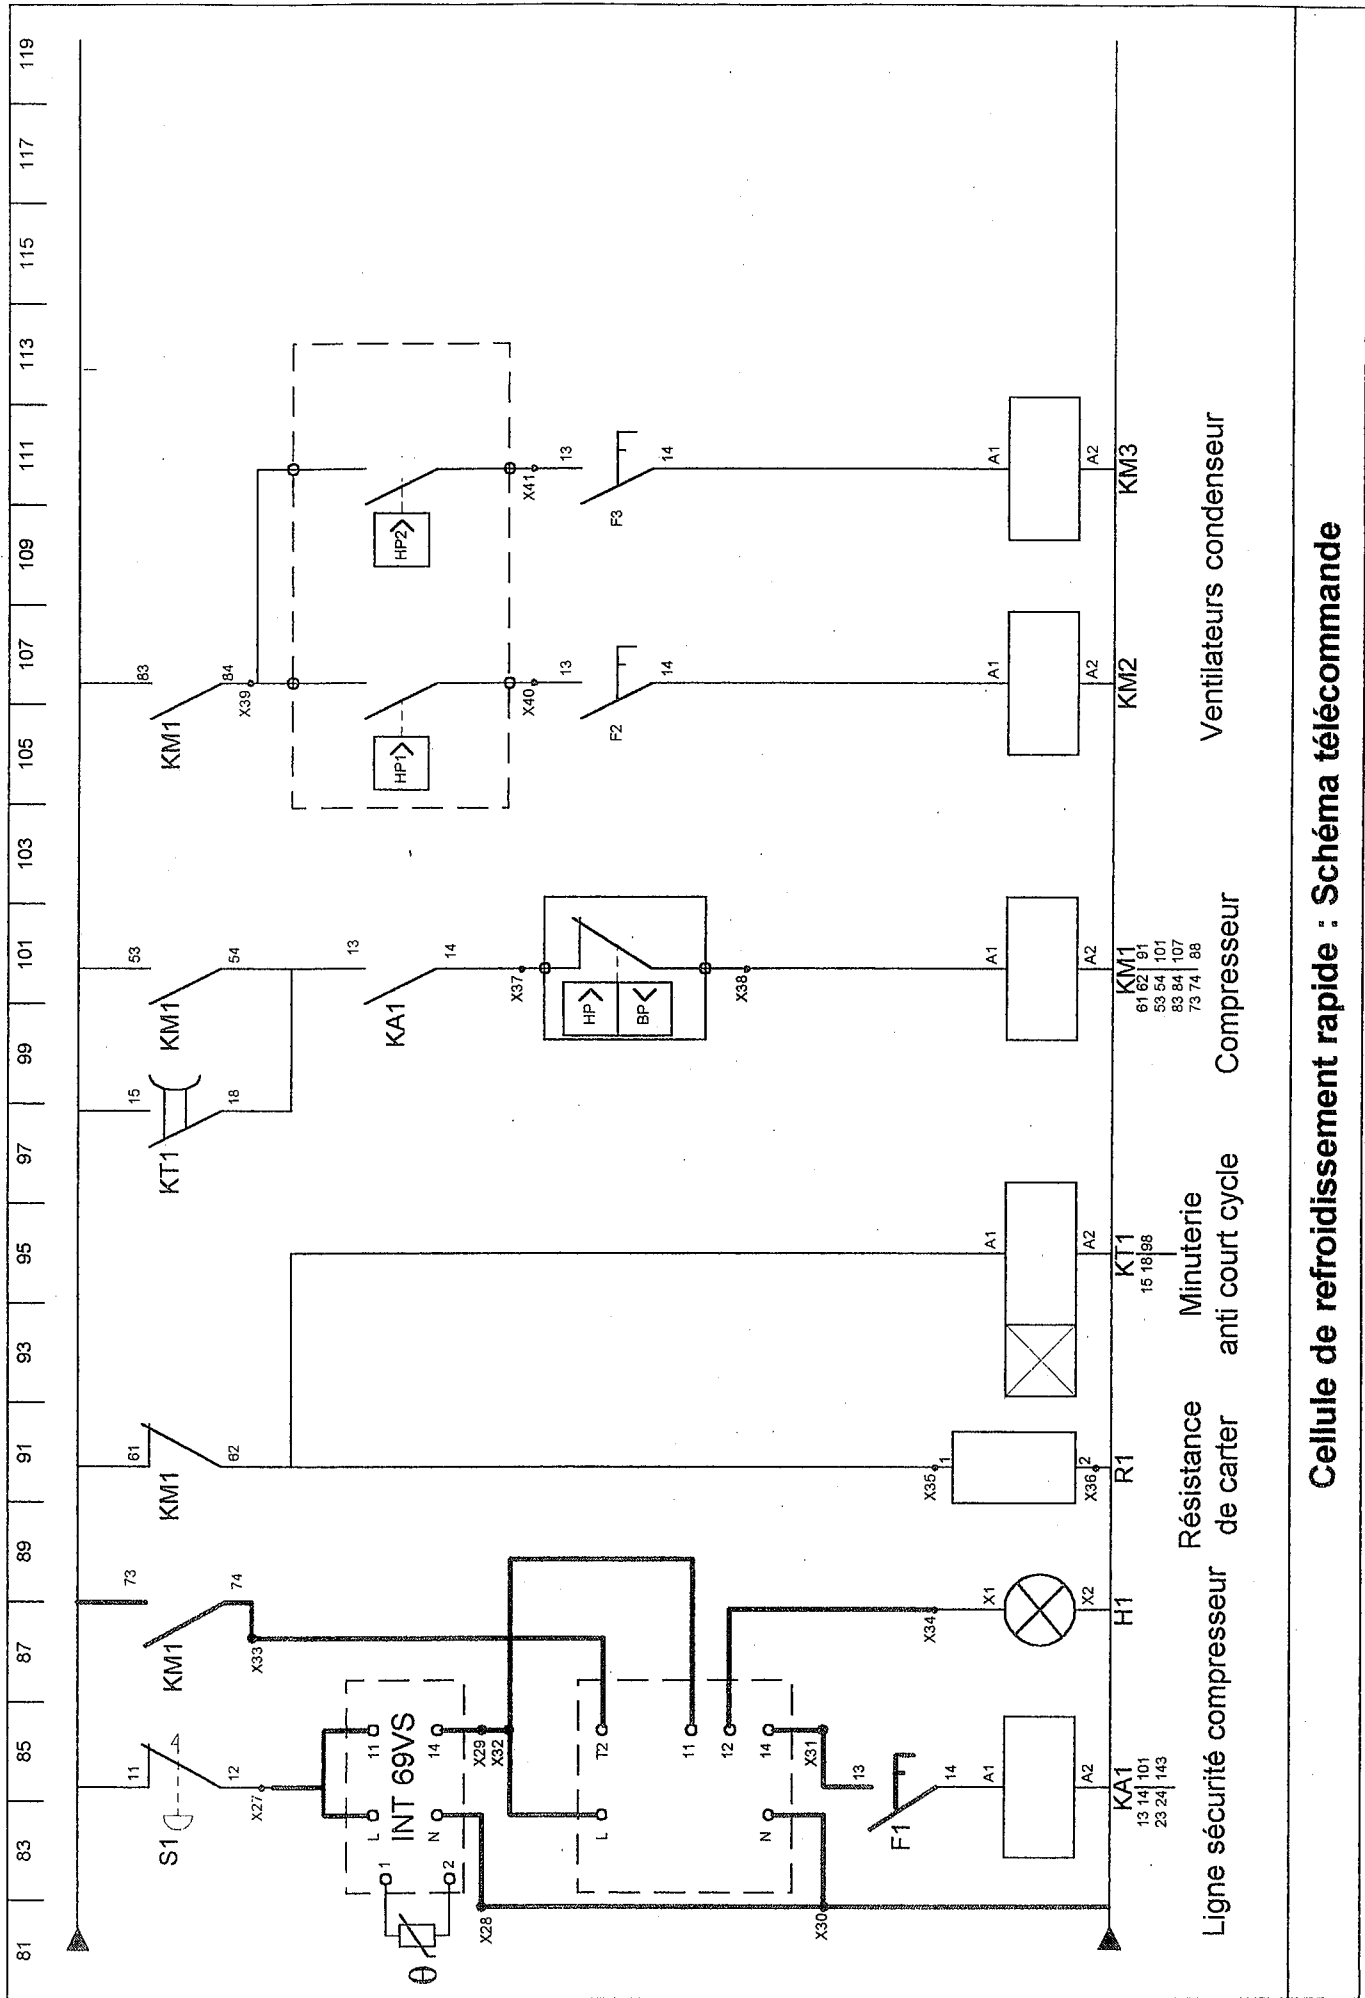 81 83 85 87 89 91 93 95 97 99 101 103 105 107 109 111 113 115 117 119
S1 11 12
X27
KM1 73 74
X33
KM1 61 62
KT1 15 18
KM1 53 54
KM1 83 84
X39
θ
1 2
L 11
INT 69VS
N 14
X28
X29
X32
L T2
11
12
N 14
X30
X31
X34
F1 13 14
KA1 13 14
X37
HP >
BP <
X38
HP1 >
HP2 >
X40
X41
F2 13 14
F3 13 14
X35 1
X36 2
A1 A2
X1 X2
A1 A2
A1 A2
A1 A2
A1 A2
KA1
13 14 101
23 24 143
H1
R1
KT1
15 18 98
KM1
61 62 91
53 54 101
83 84 107
73 74 88
KM2
KM3
Ligne sécurité compresseur
Résistance
de carter
Minuterie
anti court cycle
Compresseur
Ventilateurs condenseur
Cellule de refroidissement rapide : Schéma télécommande